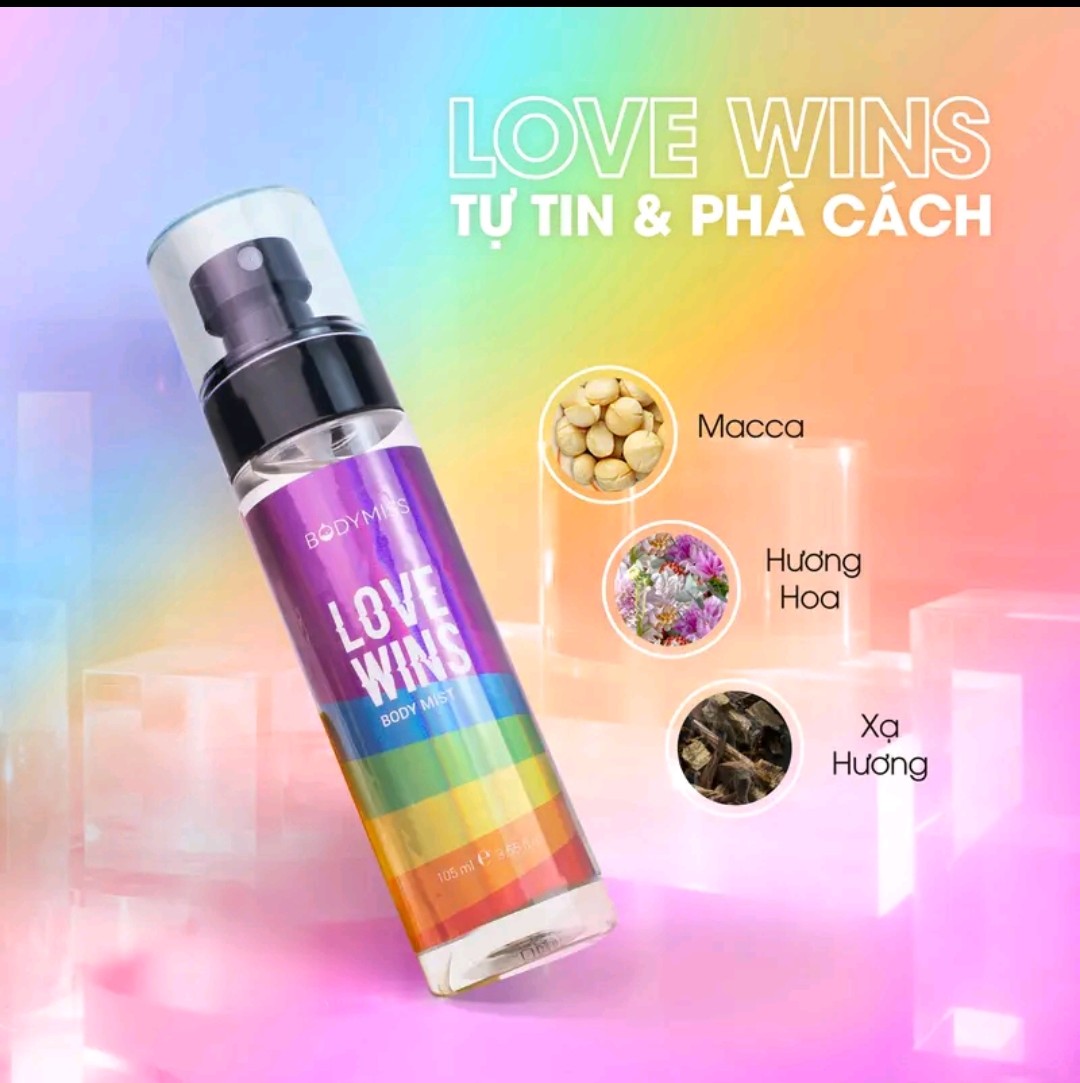 LOVE WINS
TỰ TIN & PHÁ CÁCH
Macca
Hương
Hoa
Xạ
Hương
BODYMISS
LOVE
WINS
BODY MIST
105 ml ℮